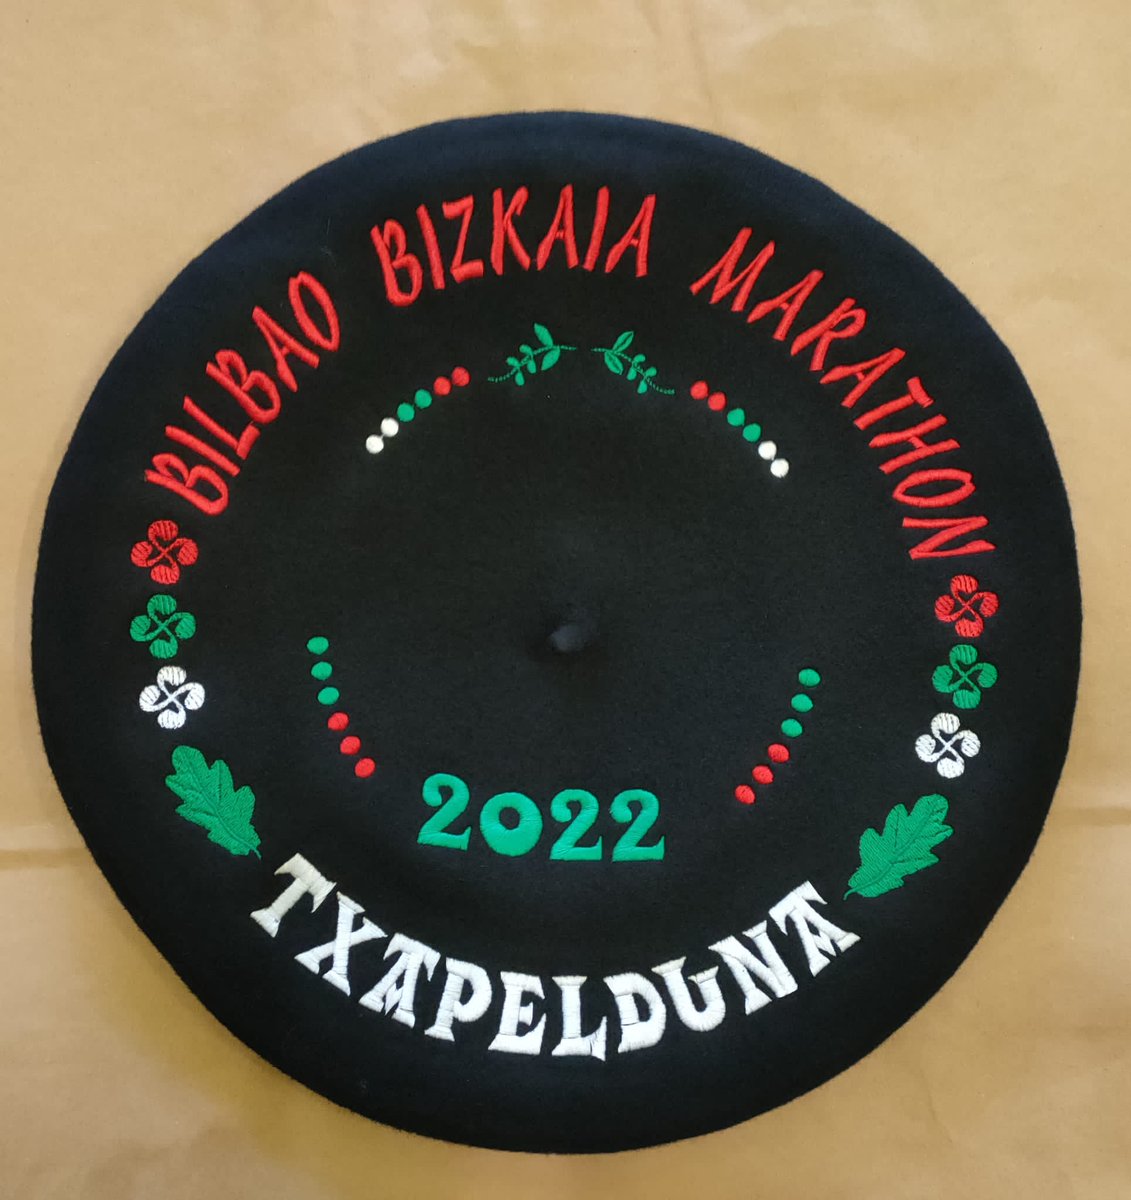 BILBAO BIZKAIA MARATHON
2022
TXAPELDUNA